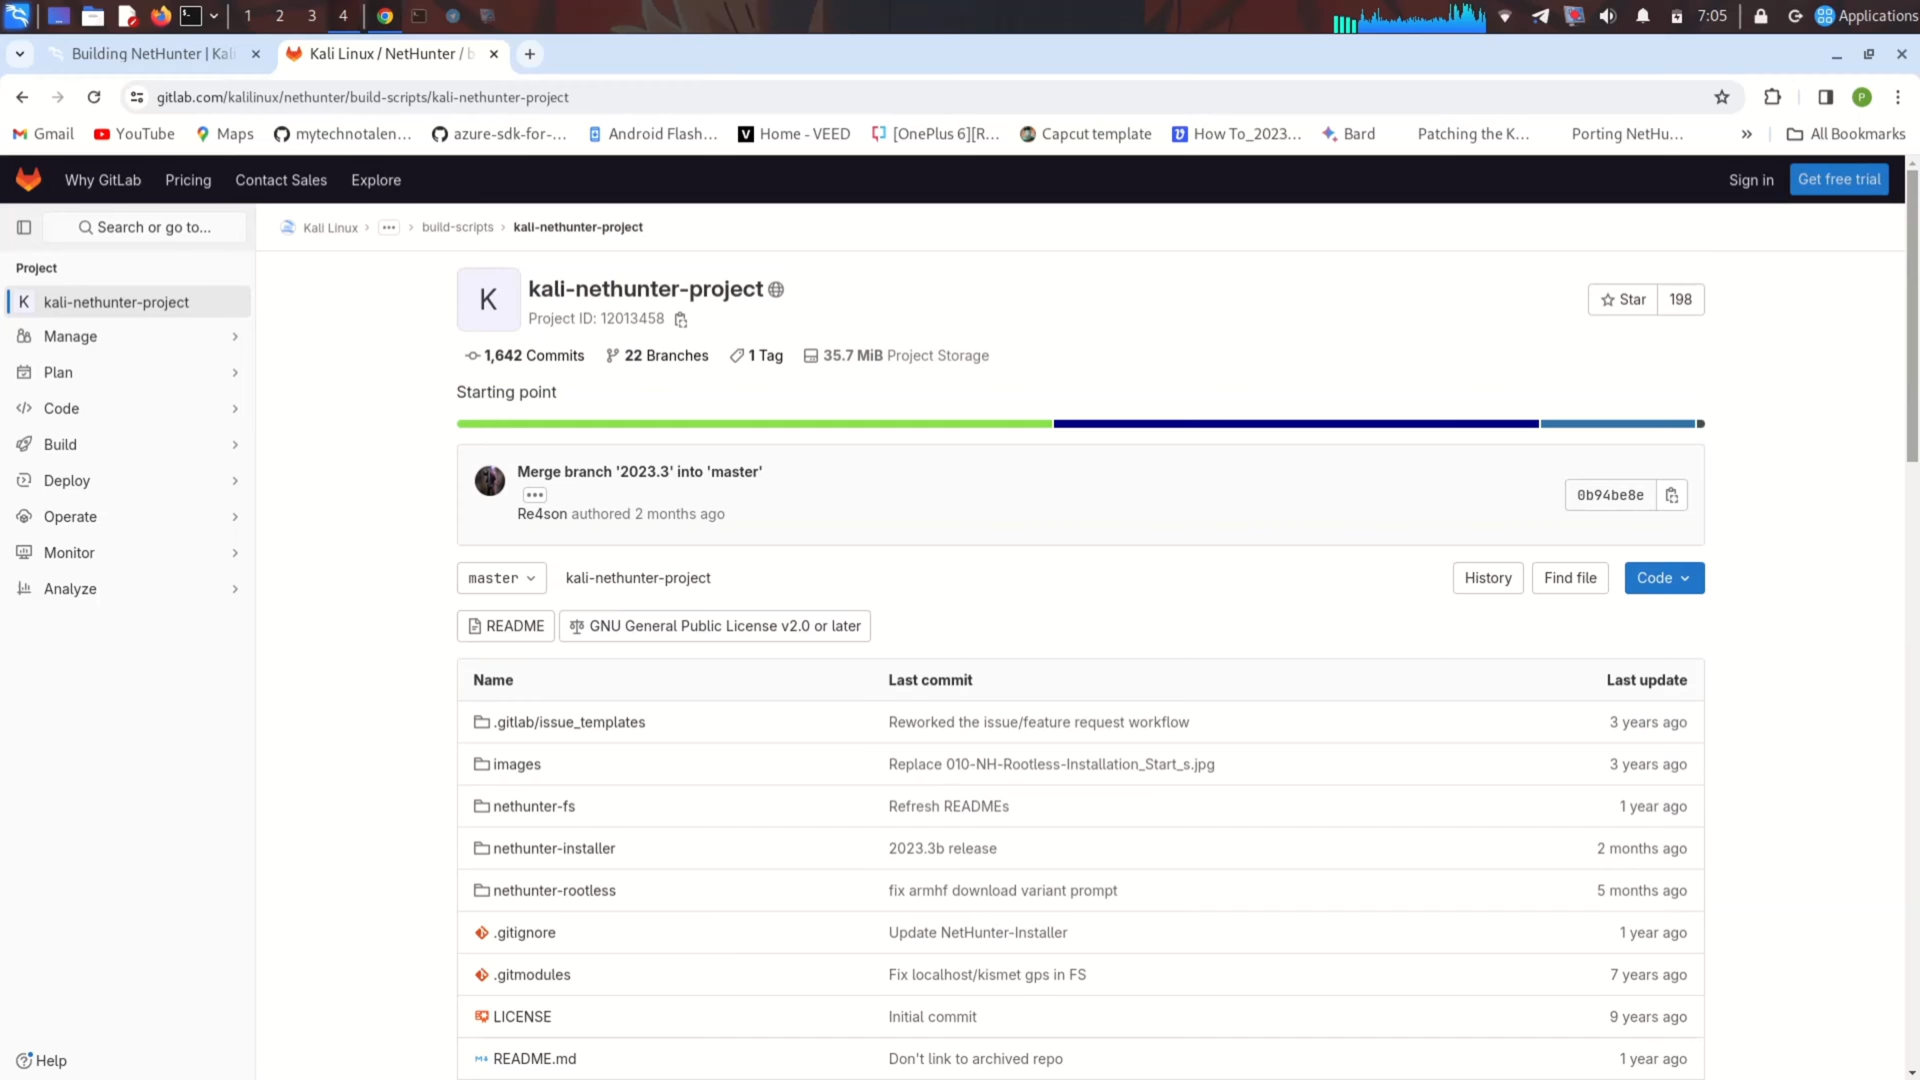 1 2 3 4 7:05 Applications
Building NetHunter | Kali
Kali Linux / NetHunter / b
gitlab.com/kalilinux/nethunter/build-scripts/kali-nethunter-project P
Gmail YouTube Maps mytechnotalen... azure-sdk-for-... Android Flash... Home - VEED [OnePlus 6][R... Capcut template How To_2023... Bard Patching the K... Porting NetHu... » All Bookmarks
Why GitLab Pricing Contact Sales Explore Sign in Get free trial
Search or go to...
Kali Linux › ... › build-scripts › kali-nethunter-project
Project
K kali-nethunter-project
Manage
Plan
Code
Build
Deploy
Operate
Monitor
Analyze
Help
K
kali-nethunter-project
Project ID: 12013458
Star 198
1,642 Commits 22 Branches 1 Tag 35.7 MiB Project Storage
Starting point
Merge branch '2023.3' into 'master'
...
Re4son authored 2 months ago
0b94be8e
master kali-nethunter-project History Find file Code
README GNU General Public License v2.0 or later
Name Last commit Last update
.gitlab/issue_templates Reworked the issue/feature request workflow 3 years ago
images Replace 010-NH-Rootless-Installation_Start_s.jpg 3 years ago
nethunter-fs Refresh READMEs 1 year ago
nethunter-installer 2023.3b release 2 months ago
nethunter-rootless fix armhf download variant prompt 5 months ago
.gitignore Update NetHunter-Installer 1 year ago
.gitmodules Fix localhost/kismet gps in FS 7 years ago
LICENSE Initial commit 9 years ago
README.md Don't link to archived repo 1 year ago